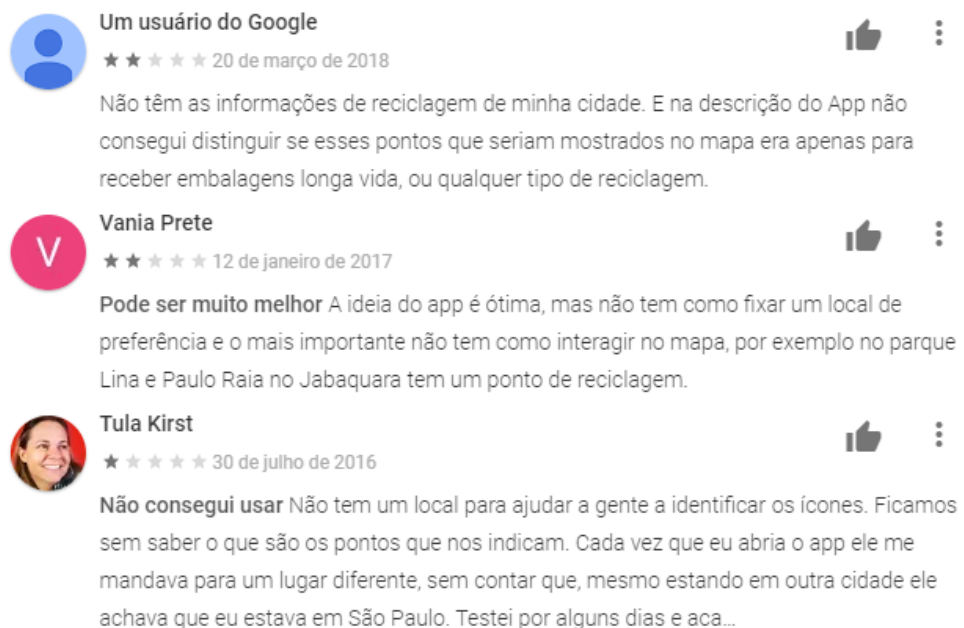 Um usuário do Google
20 de março de 2018
Não têm as informações de reciclagem de minha cidade. E na descrição do App não
consegui distinguir se esses pontos que seriam mostrados no mapa era apenas para
receber embalagens longa vida, ou qualquer tipo de reciclagem.
V
Vania Prete
12 de janeiro de 2017
Pode ser muito melhor A ideia do app é ótima, mas não tem como fixar um local de
preferência e o mais importante não tem como interagir no mapa, por exemplo no parque
Lina e Paulo Raia no Jabaquara tem um ponto de reciclagem.
Tula Kirst
30 de julho de 2016
Não consegui usar Não tem um local para ajudar a gente a identificar os ícones. Ficamos
sem saber o que são os pontos que nos indicam. Cada vez que eu abria o app ele me
mandava para um lugar diferente, sem contar que, mesmo estando em outra cidade ele
achava que eu estava em São Paulo. Testei por alguns dias e aca...